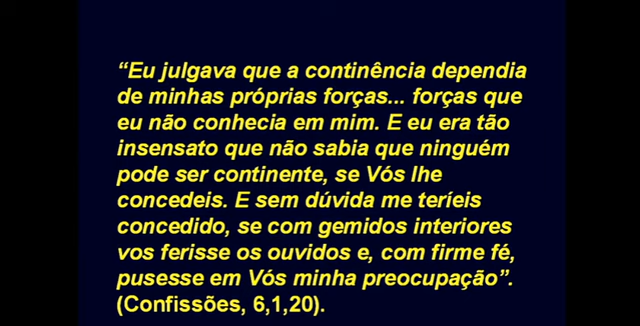 “Eu julgava que a continência dependia
de minhas próprias forças... forças que
eu não conhecia em mim. E eu era tão
insensato que não sabia que ninguém
pode ser continente, se Vós lhe
concedeis. E sem dúvida me teríeis
concedido, se com gemidos interiores
vos ferisse os ouvidos e, com firme fé,
pusesse em Vós minha preocupação”.
(Confissões, 6,1,20).